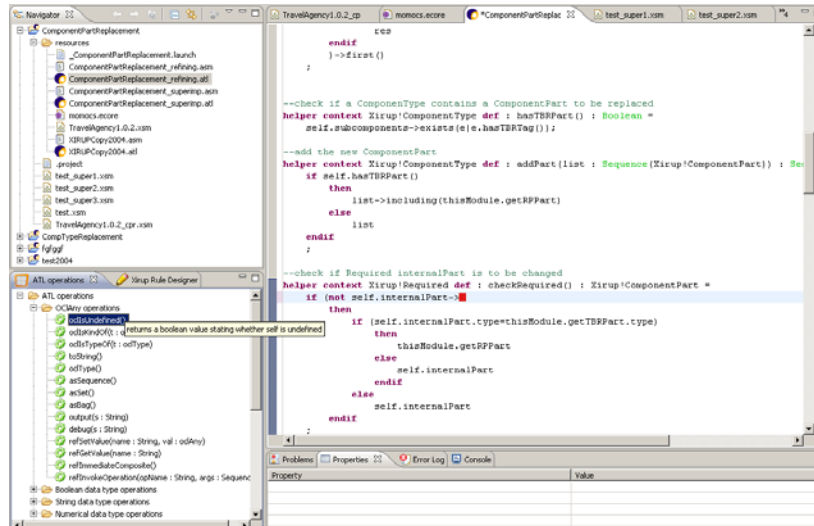 Navigator
ComponentPartReplacement
resources
_ComponentPartReplacement.launch
ComponentPartReplacement_refining.asm
ComponentPartReplacement_refining.atl
ComponentPartReplacement_superimp.asm
ComponentPartReplacement_superimp.atl
momocs.ecore
TravelAgency1.0.2.xsm
XIRUPCopy2004.asm
XIRUPCopy2004.atl
.project
test_super1.xsm
test_super2.xsm
test_super3.xsm
test.xsm
TravelAgency1.0.2_cpr.xsm
CompTypeReplacement
fgfggf
test2004
ATL operations
Xirup Rule Designer
ATL operations
OclAny operations
oclIsUndefined()
returns a boolean value stating whether self is undefined
oclIsKindOf(t : o
oclIsTypeOf(t : oclType)
toString()
oclType()
asSequence()
asSet()
asBag()
output(s : String)
debug(s : String)
refSetValue(name : String, val : oclAny)
refGetValue(name : String)
refImmediateComposite()
refInvokeOperation(opName : String, args : Sequenc
Boolean data type operations
String data type operations
Numerical data type operations
TravelAgency1.0.2_cp
momocs.ecore
*ComponentPartReplac
test_super1.xsm
test_super2.xsm
4
res
endif
)->first()
;
--check if a ComponenType contains a ComponentPart to be replaced
helper context Xirup!ComponentType def : hasTBRPart() : Boolean =
self.subcomponents->exists(e|e.hasTBRTag());
--add the new ComponentPart
helper context Xirup!ComponentType def : addPart(list : Sequence(Xirup!ComponentPart)) : Se
if self.hasTBRPart()
then
list->including(thisModule.getRPPart)
else
list
endif
;
--check if Required internalPart is to be changed
helper context Xirup!Required def : checkRequired() : Xirup!ComponentPart =
if (not self.internalPart->
then
if (self.internalPart.type=thisModule.getTBRPart.type)
then
thisModule.getRPPart
else
self.internalPart
endif
else
self.internalPart
endif
;
Problems
Properties
Error Log
Console
Property
Value